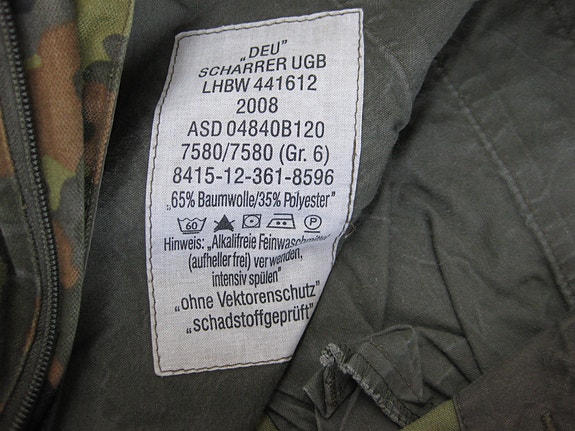 „DEU"
SCHARRER UGB
LHBW 441612
2008
ASD 04840B120
7580/7580 (Gr. 6)
8415-12-361-8596
„65% Baumwolle/35% Polyester"
60 P
Hinweis: „Alkalifreie Feinwaschmittel
(aufheller frei) verwenden,
intensiv spülen"
„ohne Vektorenschutz"
„schadstoffgeprüft"